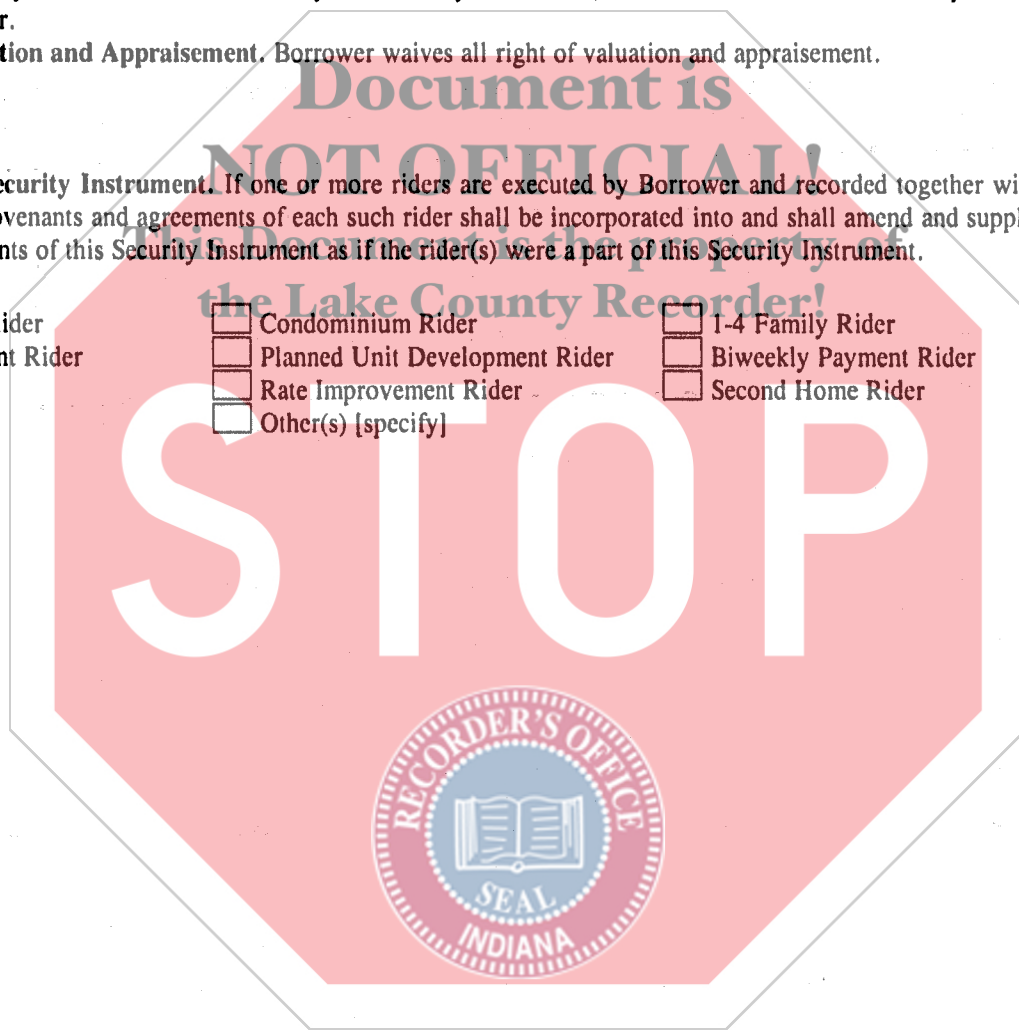 r.
tion and Appraisement. Borrower waives all right of valuation and appraisement.
Document is
NOT OFFICIAL!
ecurity Instrument. If one or more riders are executed by Borrower and recorded together wi
ovenants and agreements of each such rider shall be incorporated into and shall amend and suppl
This Document is the property of
nts of this Security Instrument as if the rider(s) were a part of this Security Instrument.
the Lake County Recorder!
ider
Condominium Rider
1-4 Family Rider
nt Rider
Planned Unit Development Rider
Biweekly Payment Rider
Rate Improvement Rider
Second Home Rider
Other(s) [specify]
STOP
RECORDER'S OFFICE
SEAL
INDIANA